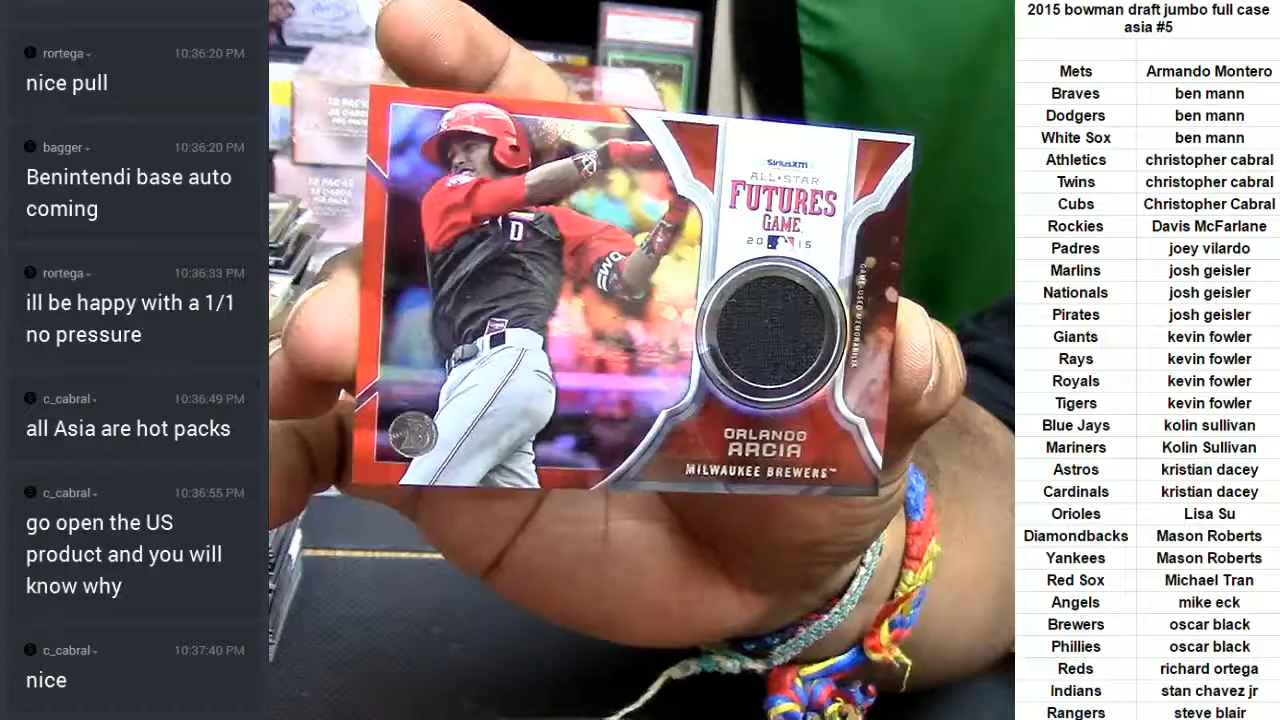 rortega
10:36:20 PM
nice pull
bagger
10:36:20 PM
Benintendi base auto
coming
rortega
10:36:33 PM
ill be happy with a 1/1
no pressure
c_cabral
10:36:49 PM
all Asia are hot packs
c_cabral
10:36:55 PM
go open the US
product and you will
know why
c_cabral
10:37:40 PM
nice
SiriusXM
ALL★STAR
FUTURES
GAME
2015
GAME-USED MEMORABILIA
ORLANDO
ARCIA
MILWAUKEE BREWERS™
2015 bowman draft jumbo full case
asia #5
Mets Armando Montero
Braves ben mann
Dodgers ben mann
White Sox ben mann
Athletics christopher cabral
Twins christopher cabral
Cubs Christopher Cabral
Rockies Davis McFarlane
Padres joey vilardo
Marlins josh geisler
Nationals josh geisler
Pirates josh geisler
Giants kevin fowler
Rays kevin fowler
Royals kevin fowler
Tigers kevin fowler
Blue Jays kolin sullivan
Mariners Kolin Sullivan
Astros kristian dacey
Cardinals kristian dacey
Orioles Lisa Su
Diamondbacks Mason Roberts
Yankees Mason Roberts
Red Sox Michael Tran
Angels mike eck
Brewers oscar black
Phillies oscar black
Reds richard ortega
Indians stan chavez jr
Rangers steve blair